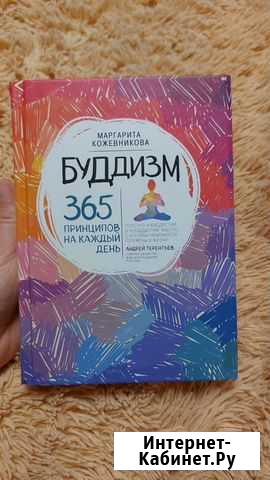 МАРГАРИТА
КОЖЕВНИКОВА
БУДДИЗМ
365
ПРИНЦИПОВ
НА КАЖДЫЙ
ДЕНЬ
АНДРЕЙ ТЕРЕНТЬЕВ
Интернет-
Кабинет.Ру